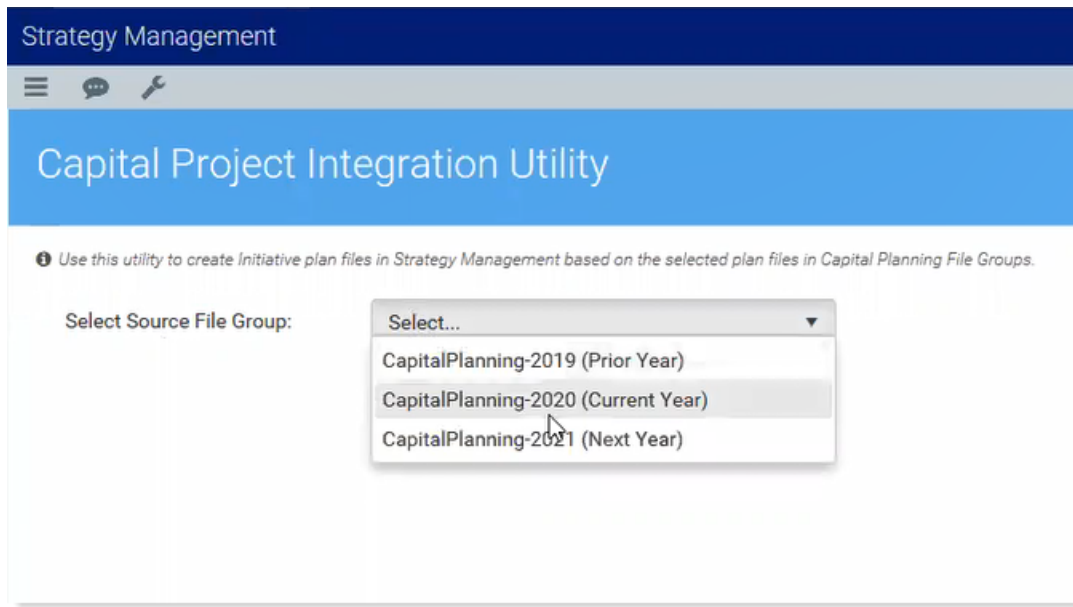 Strategy Management
Capital Project Integration Utility
Use this utility to create Initiative plan files in Strategy Management based on the selected plan files in Capital Planning File Groups.
Select Source File Group:
Select...
CapitalPlanning-2019 (Prior Year)
CapitalPlanning-2020 (Current Year)
CapitalPlanning-2021 (Next Year)